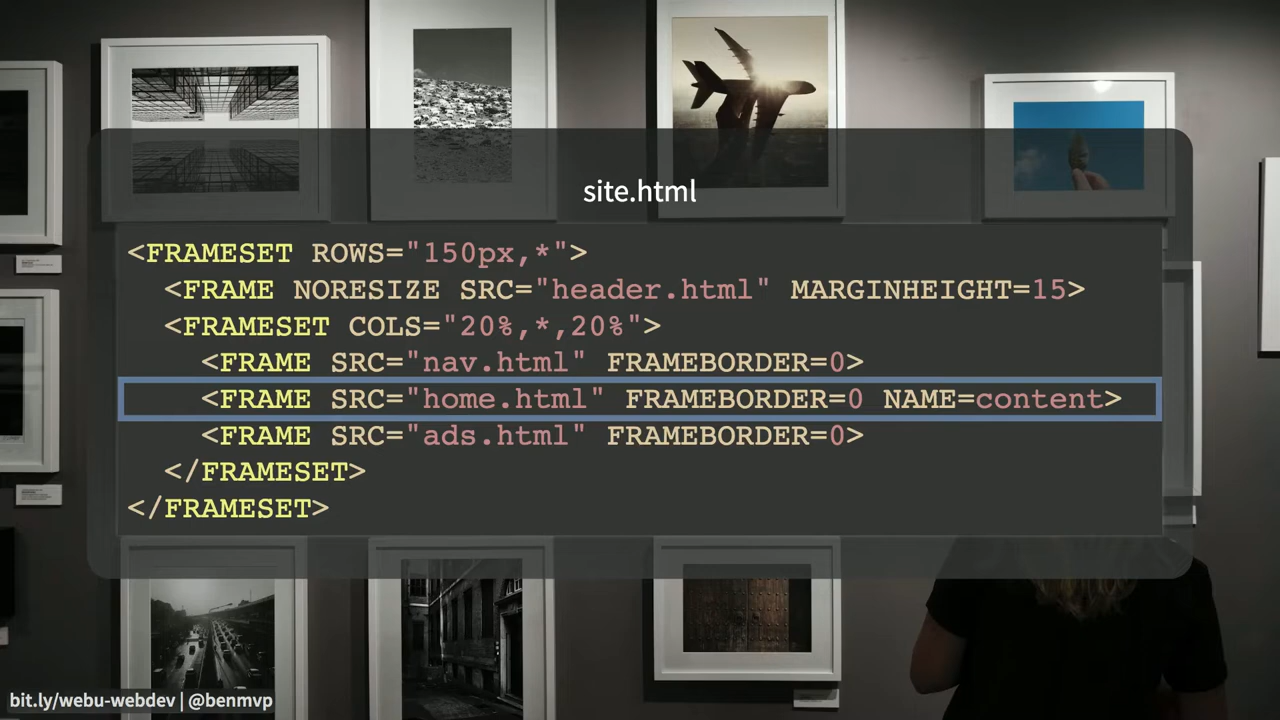 site.html
<FRAMESET ROWS="150px,*">
<FRAME NORESIZE SRC="header.html" MARGINHEIGHT=15>
<FRAMESET COLS="20%,*,20%">
<FRAME SRC="nav.html" FRAMEBORDER=0>
<FRAME SRC="home.html" FRAMEBORDER=0 NAME=content>
<FRAME SRC="ads.html" FRAMEBORDER=0>
</FRAMESET>
</FRAMESET>
bit.ly/webu-webdev | @benmvp